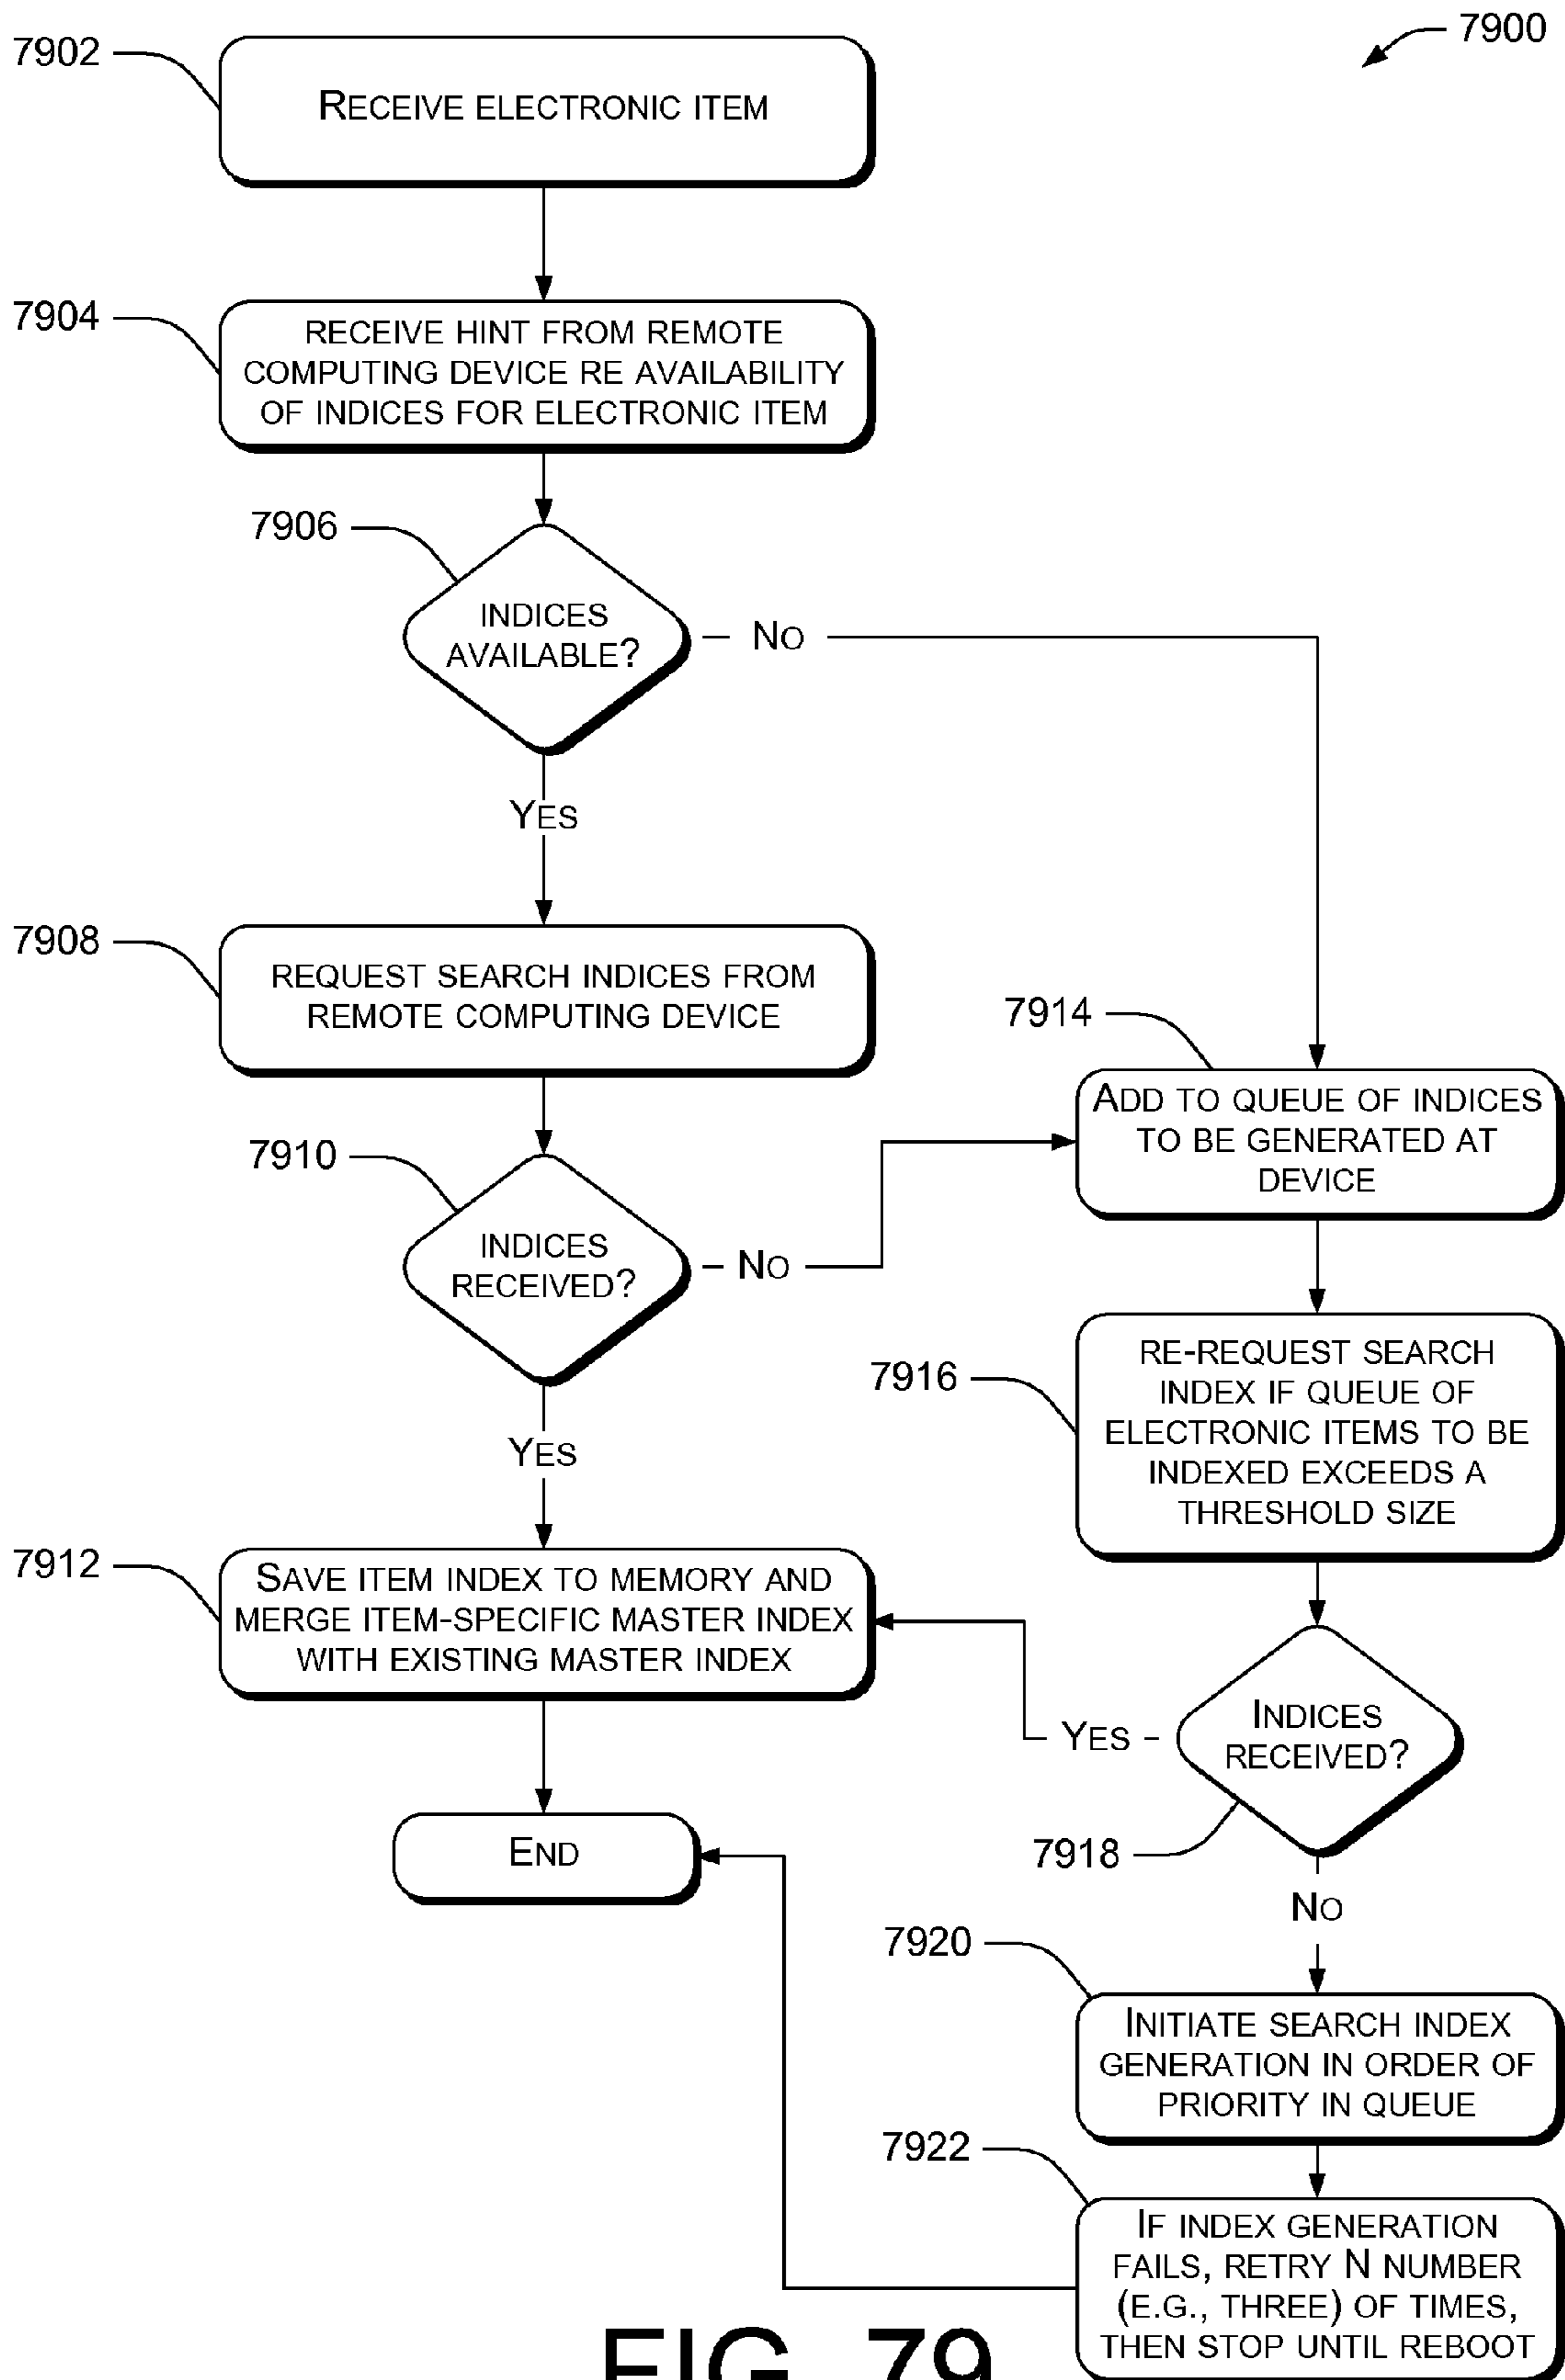 7900
7902
RECEIVE ELECTRONIC ITEM
7904
RECEIVE HINT FROM REMOTE
COMPUTING DEVICE RE AVAILABILITY
OF INDICES FOR ELECTRONIC ITEM
7906
INDICES
AVAILABLE?
NO
YES
7908
REQUEST SEARCH INDICES FROM
REMOTE COMPUTING DEVICE
7910
INDICES
RECEIVED?
NO
YES
7912
SAVE ITEM INDEX TO MEMORY AND
MERGE ITEM-SPECIFIC MASTER INDEX
WITH EXISTING MASTER INDEX
END
7914
ADD TO QUEUE OF INDICES
TO BE GENERATED AT
DEVICE
7916
RE-REQUEST SEARCH
INDEX IF QUEUE OF
ELECTRONIC ITEMS TO BE
INDEXED EXCEEDS A
THRESHOLD SIZE
INDICES
RECEIVED?
YES
7918
NO
7920
INITIATE SEARCH INDEX
GENERATION IN ORDER OF
PRIORITY IN QUEUE
7922
IF INDEX GENERATION
FAILS, RETRY N NUMBER
(E.G., THREE) OF TIMES,
THEN STOP UNTIL REBOOT
FIG. 79